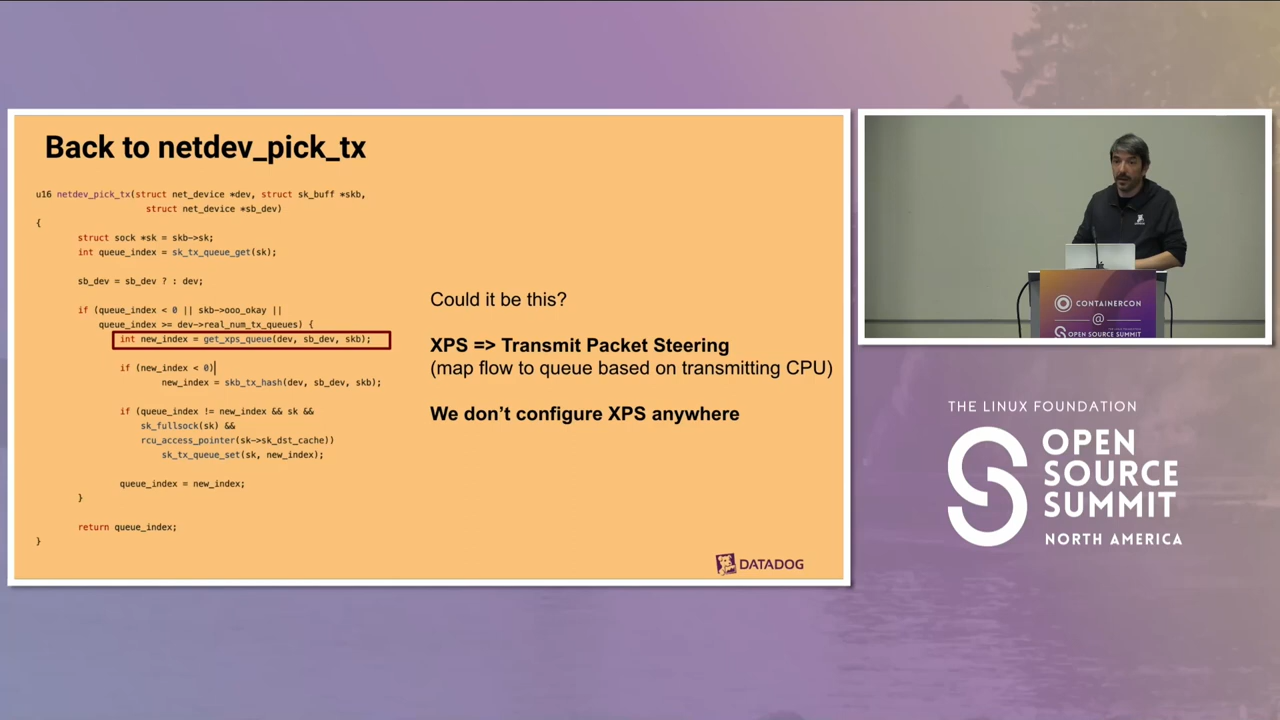 Back to netdev_pick_tx
u16 netdev_pick_tx(struct net_device *dev, struct sk_buff *skb,
struct net_device *sb_dev)
{
struct sock *sk = skb->sk;
int queue_index = sk_tx_queue_get(sk);
sb_dev = sb_dev ? : dev;
if (queue_index < 0 || skb->ooo_okay ||
queue_index >= dev->real_num_tx_queues) {
int new_index = get_xps_queue(dev, sb_dev, skb);
if (new_index < 0)
new_index = skb_tx_hash(dev, sb_dev, skb);
if (queue_index != new_index && sk &&
sk_fullsock(sk) &&
rcu_access_pointer(sk->sk_dst_cache))
sk_tx_queue_set(sk, new_index);
queue_index = new_index;
}
return queue_index;
}
Could it be this?
XPS => Transmit Packet Steering
(map flow to queue based on transmitting CPU)
We don’t configure XPS anywhere
DATADOG
CONTAINERCON
@
OPEN SOURCE SUMMIT
THE LINUX FOUNDATION
OPEN
SOURCE
SUMMIT
NORTH AMERICA